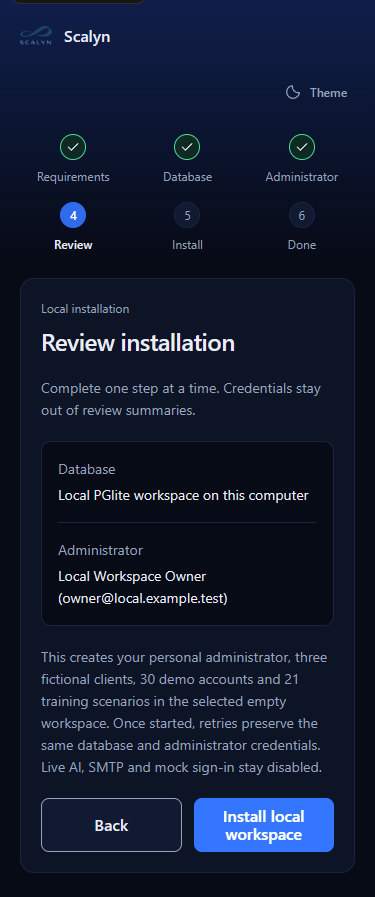 SCALYN
Scalyn
Theme
Requirements
Database
Administrator
4
5
6
Review
Install
Done
Local installation
Review installation
Complete one step at a time. Credentials stay
out of review summaries.
Database
Local PGlite workspace on this computer
Administrator
Local Workspace Owner
(owner@local.example.test)
This creates your personal administrator, three
fictional clients, 30 demo accounts and 21
training scenarios in the selected empty
workspace. Once started, retries preserve the
same database and administrator credentials.
Live AI, SMTP and mock sign-in stay disabled.
Back
Install local
workspace